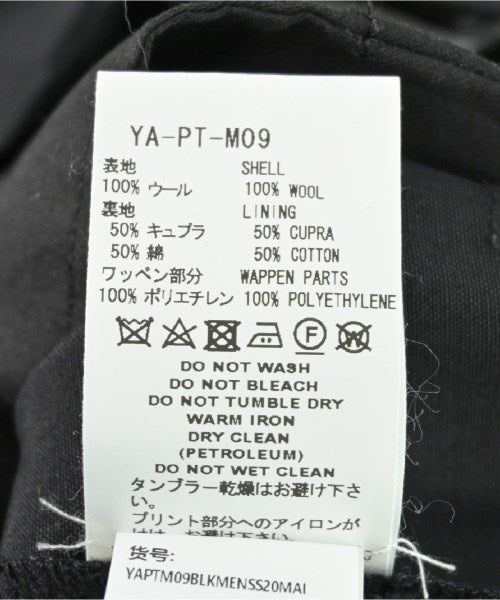 YA-PT-M09
表地 SHELL
100% ウール 100% WOOL
裏地 LINING
50% キュプラ 50% CUPRA
50% 綿 50% COTTON
ワッペン部分 WAPPEN PARTS
100% ポリエチレン 100% POLYETHYLENE
F W
DO NOT WASH
DO NOT BLEACH
DO NOT TUMBLE DRY
WARM IRON
DRY CLEAN
(PETROLEUM)
DO NOT WET CLEAN
タンブラー乾燥はお避け下さ
い。
プリント部分へのアイロンが
货号:
YAPTM09BLKMENSS20MAI